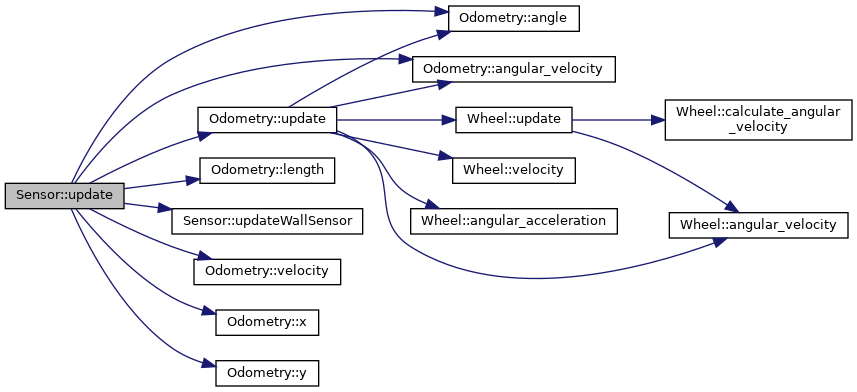 Sensor::update
Odometry::angle
Odometry::angular_velocity
Odometry::update
Odometry::length
Sensor::updateWallSensor
Odometry::velocity
Odometry::x
Odometry::y
Wheel::update
Wheel::velocity
Wheel::angular_acceleration
Wheel::calculate_angular
_velocity
Wheel::angular_velocity